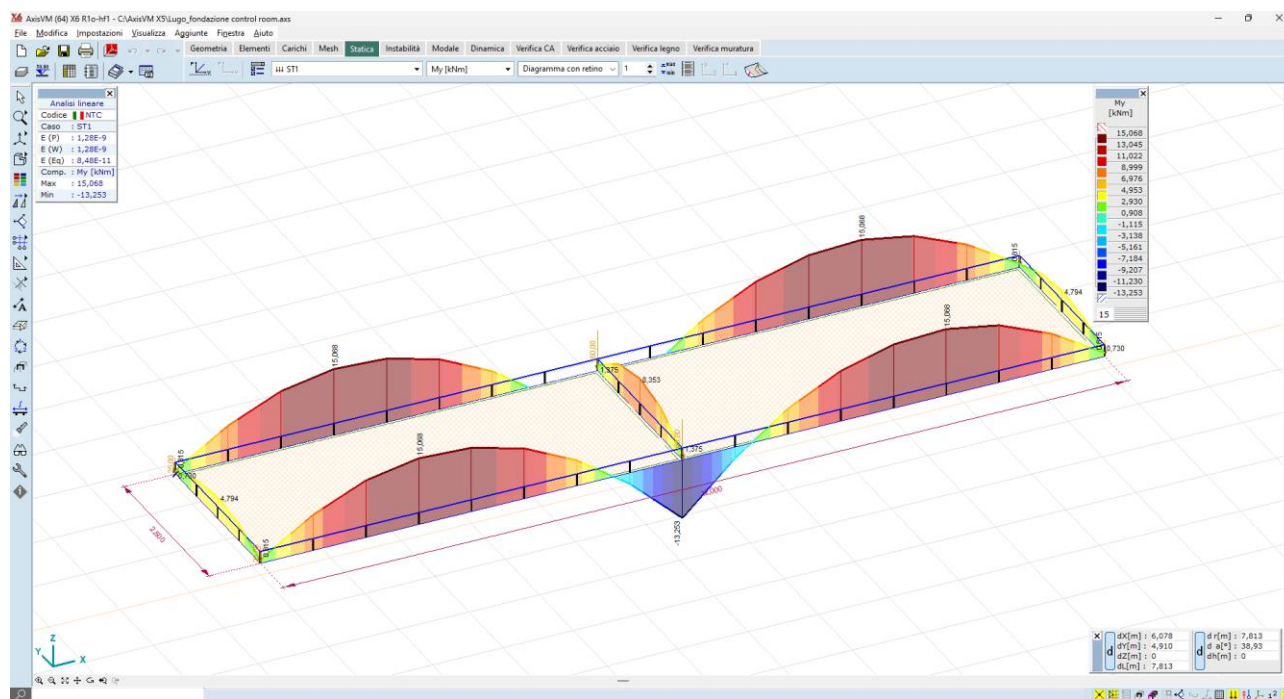 AxisVM (64) X6 R1o-hf1 - C:\AxisVM X5\Lugo_fondazione control room.axs
File Modifica Impostazioni Visualizza Aggiunte Finestra Aiuto
Geometria Elementi Carichi Mesh Statica Instabilità Modale Dinamica Verifica CA Verifica acciaio Verifica legno Verifica muratura
ST1 My [kNm] Diagramma con retino 1
Analisi lineare
Codice NTC
Caso : ST1
E (P) : 1,28E-9
E (W) : 1,28E-9
E (Eq) : 8,48E-11
Comp. : My [kNm]
Max : 15,068
Min : -13,253
My
[kNm]
15,068
13,045
11,022
8,999
6,976
4,953
2,930
0,908
-1,115
-3,138
-5,161
-7,184
-9,207
-11,230
-13,253
15
15,068
4,794
0,730
15,068
15,068
1,375
8,353
15,068
1,375
4,794
2,500
-13,253
Z
Y
X
d
dX[m] : 6,078
dY[m] : 4,910
dZ[m] : 0
dL[m] : 7,813
d
d r[m] : 7,813
d a[°] : 38,93
dh[m] : 0